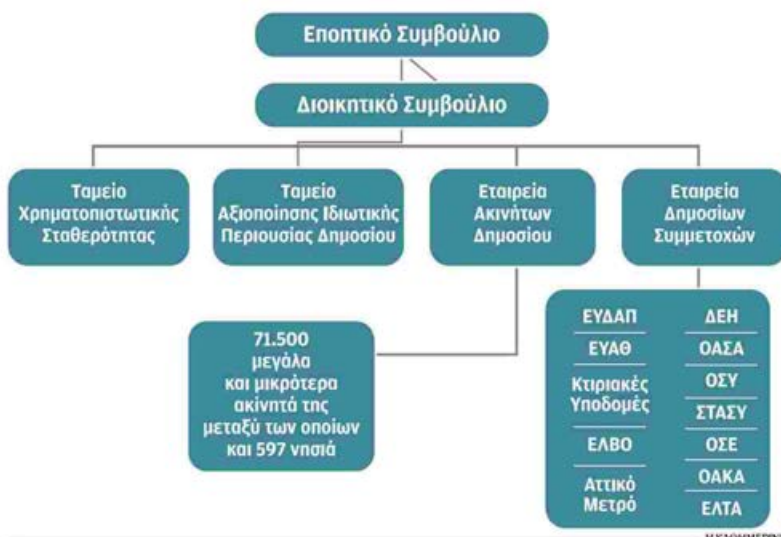 Εποπτικό Συμβούλιο
Διοικητικό Συμβούλιο
Ταμείο
Χρηματοπιστωτικής
Σταθερότητας
Ταμείο
Αξιοποίησης Ιδιωτικής
Περιουσίας Δημοσίου
Εταιρεία
Ακινήτων
Δημοσίου
Εταιρεία
Δημοσίων
Συμμετοχών
71.500
μεγάλα
και μικρότερα
ακίνητά της
μεταξύ των οποίων
και 597 νησιά
ΕΥΔΑΠ
ΕΥΑΘ
Κτιριακές
Υποδομές
ΕΛΒΟ
Αττικό
Μετρό
ΔΕΗ
ΟΑΣΑ
ΟΣΥ
ΣΤΑΣΥ
ΟΣΕ
ΟΑΚΑ
ΕΛΤΑ